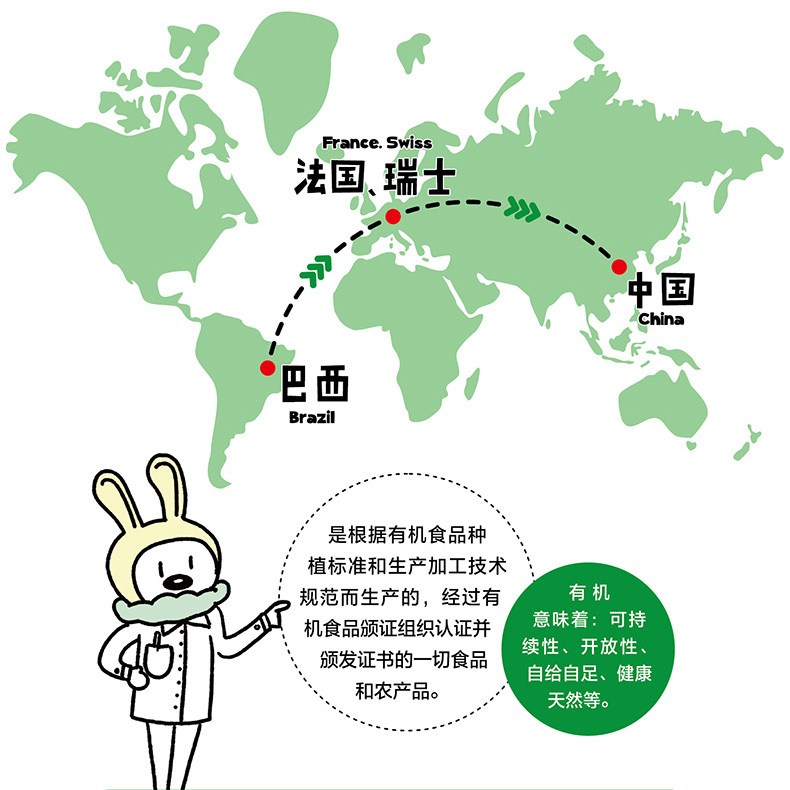 France. Swiss
法国、瑞士
中国
China
巴西
Brazil
是根据有机食品种
植标准和生产加工技术
规范而生产的，经过有
机食品颁证组织认证并
颁发证书的一切食品
和农产品。
有机
意味着：可持
续性、开放性、
自给自足、健康
天然等。